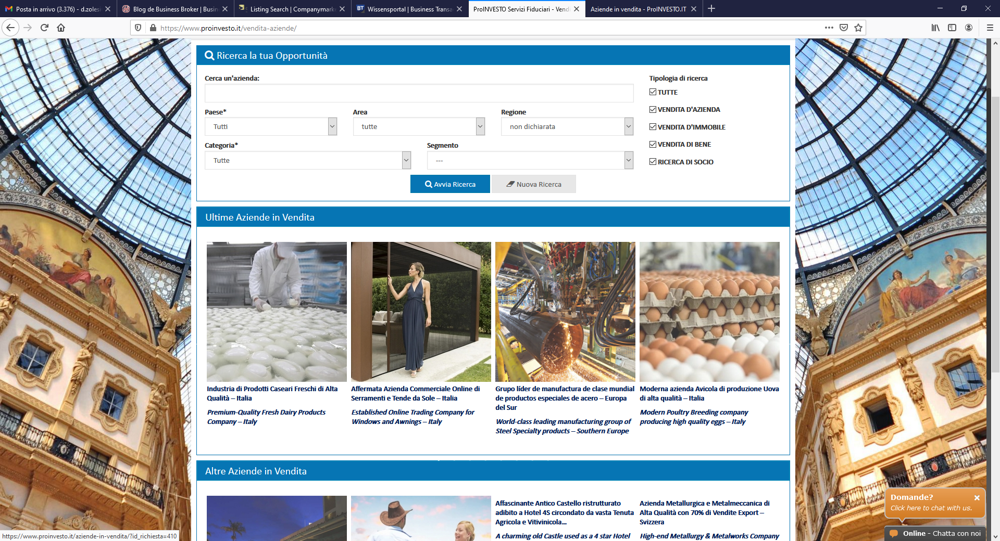 Posta in arrivo (3.376) - d.zolesi
Blog de Business Broker | Busin
Listing Search | Companymark
Wissensportal | Business Transa
ProINVESTO Servizi Fiduciari - Vendi
Aziende in vendita - ProINVESTO.IT
https://www.proinvesto.it/vendita-aziende/
Ricerca la tua Opportunità
Cerca un'azienda:
Tipologia di ricerca
TUTTE
VENDITA D'AZIENDA
VENDITA D'IMMOBILE
VENDITA DI BENE
RICERCA DI SOCIO
Paese*
Area
Regione
Tutti
tutte
non dichiarata
Categoria*
Segmento
Tutte
---
Avvia Ricerca
Nuova Ricerca
Ultime Aziende in Vendita
Industria di Prodotti Caseari Freschi di Alta
Qualità – Italia
Premium-Quality Fresh Dairy Products
Company – Italy
Affermata Azienda Commerciale Online di
Serramenti e Tende da Sole – Italia
Established Online Trading Company for
Windows and Awnings – Italy
Grupo líder de manufactura de clase mundial
de productos especiales de acero – Europa
del Sur
World-class leading manufacturing group of
Steel Specialty products – Southern Europe
Moderna azienda Avicola di produzione Uova
di alta qualità – Italia
Modern Poultry Breeding company
producing high quality eggs – Italy
Altre Aziende in Vendita
Affascinante Antico Castello ristrutturato
adibito a Hotel 4S circondato da vasta Tenuta
Agricola e Vitivinicola...
A charming old Castle used as a 4 star Hotel
Azienda Metallurgica e Metalmeccanica di
Alta Qualità con 70% di Vendite Export –
Svizzera
High-end Metallurgy & Metalworks Company
Domande?
Click here to chat with us.
Online - Chatta con noi
https://www.proinvesto.it/aziende-in-vendita/?id_richiesta=410